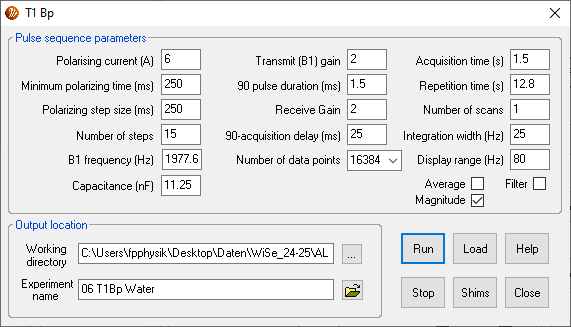 T1 Bp
Pulse sequence parameters
Polarising current (A) 6 Transmit (B1) gain 2 Acquisition time (s) 1.5
Minimum polarizing time (ms) 250 90 pulse duration (ms) 1.5 Repetition time (s) 12.8
Polarizing step size (ms) 250 Receive Gain 2 Number of scans 1
Number of steps 15 90-acquisition delay (ms) 25 Integration width (Hz) 25
B1 frequency (Hz) 1977.6 Number of data points 16384 Display range (Hz) 80
Capacitance (nF) 11.25 Average Filter
Magnitude
Output location
Working directory C:\Users\fpphysik\Desktop\Daten\WiSe_24-25\AL ...
Experiment name 06 T1Bp Water
Run Load Help
Stop Shims Close